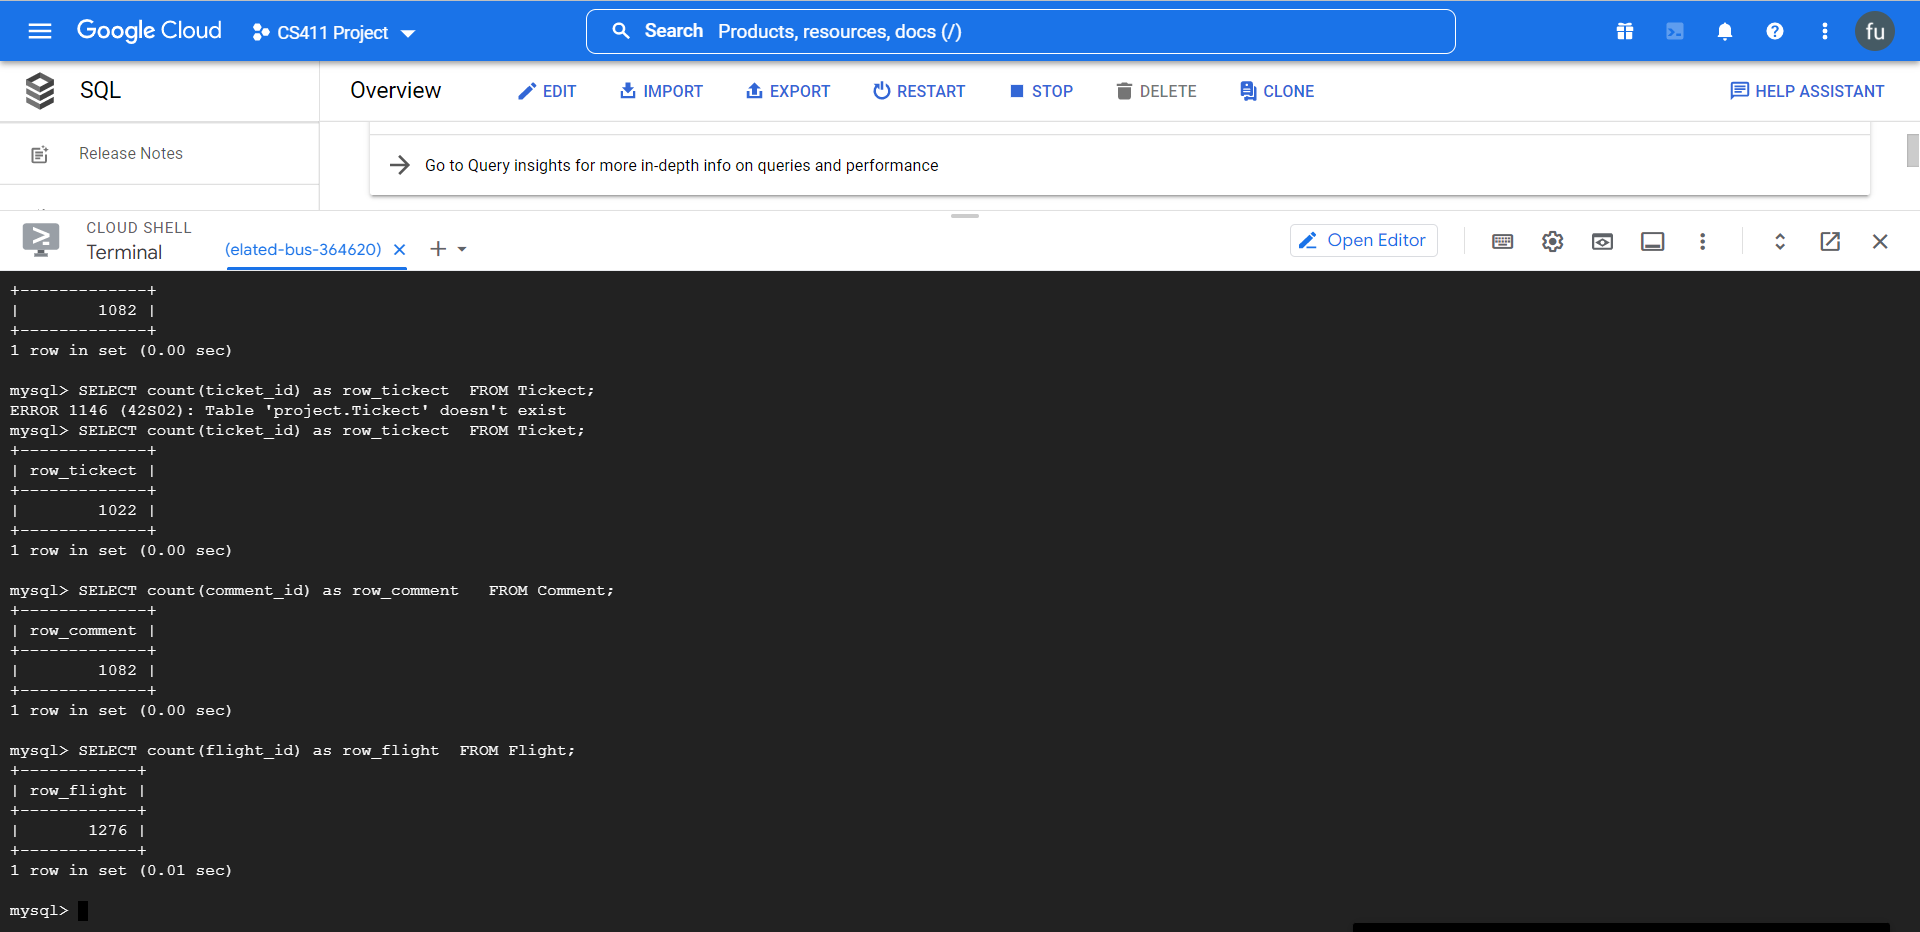 Google Cloud CS411 Project Search Products, resources, docs (/) fu
SQL Overview EDIT IMPORT EXPORT RESTART STOP DELETE CLONE HELP ASSISTANT
Release Notes
Go to Query insights for more in-depth info on queries and performance
CLOUD SHELL
Terminal (elated-bus-364620) Open Editor
+-------------+
|        1082 |
+-------------+
1 row in set (0.00 sec)
mysql> SELECT count(ticket_id) as row_tickect  FROM Tickect;
ERROR 1146 (42S02): Table 'project.Tickect' doesn't exist
mysql> SELECT count(ticket_id) as row_tickect  FROM Ticket;
+-------------+
| row_tickect |
+-------------+
|        1022 |
+-------------+
1 row in set (0.00 sec)
mysql> SELECT count(comment_id) as row_comment   FROM Comment;
+-------------+
| row_comment |
+-------------+
|        1082 |
+-------------+
1 row in set (0.00 sec)
mysql> SELECT count(flight_id) as row_flight  FROM Flight;
+------------+
| row_flight |
+------------+
|       1276 |
+------------+
1 row in set (0.01 sec)
mysql>